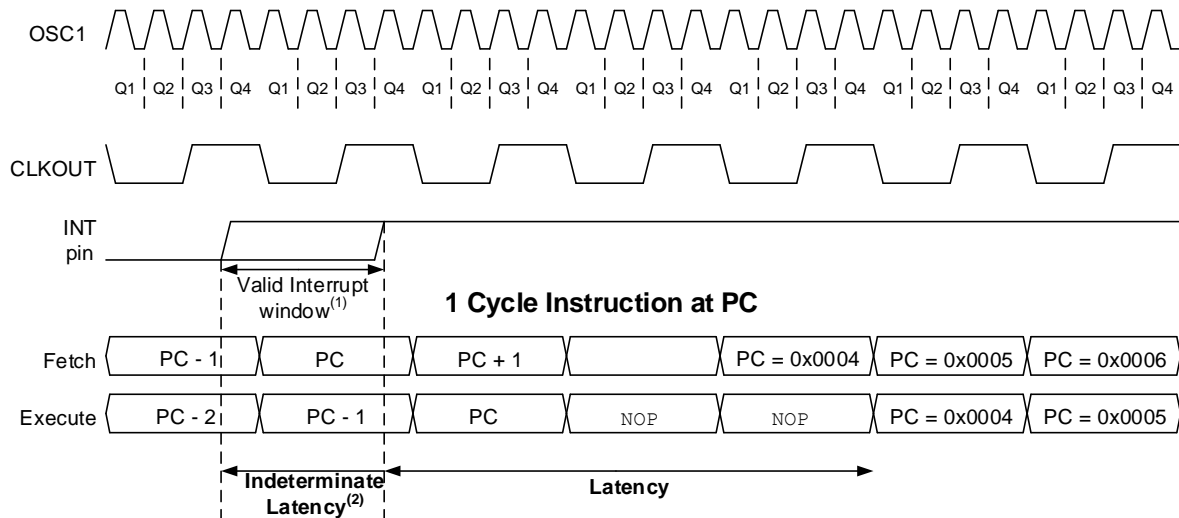 OSC1
Q1 Q2 Q3 Q4 Q1 Q2 Q3 Q4 Q1 Q2 Q3 Q4 Q1 Q2 Q3 Q4 Q1 Q2 Q3 Q4 Q1 Q2 Q3 Q4 Q1 Q2 Q3 Q4
CLKOUT
INT
pin
Valid Interrupt
window(1)
1 Cycle Instruction at PC
Fetch PC - 1 PC PC + 1 PC = 0x0004 PC = 0x0005 PC = 0x0006
Execute PC - 2 PC - 1 PC NOP NOP PC = 0x0004 PC = 0x0005
Indeterminate
Latency(2)
Latency